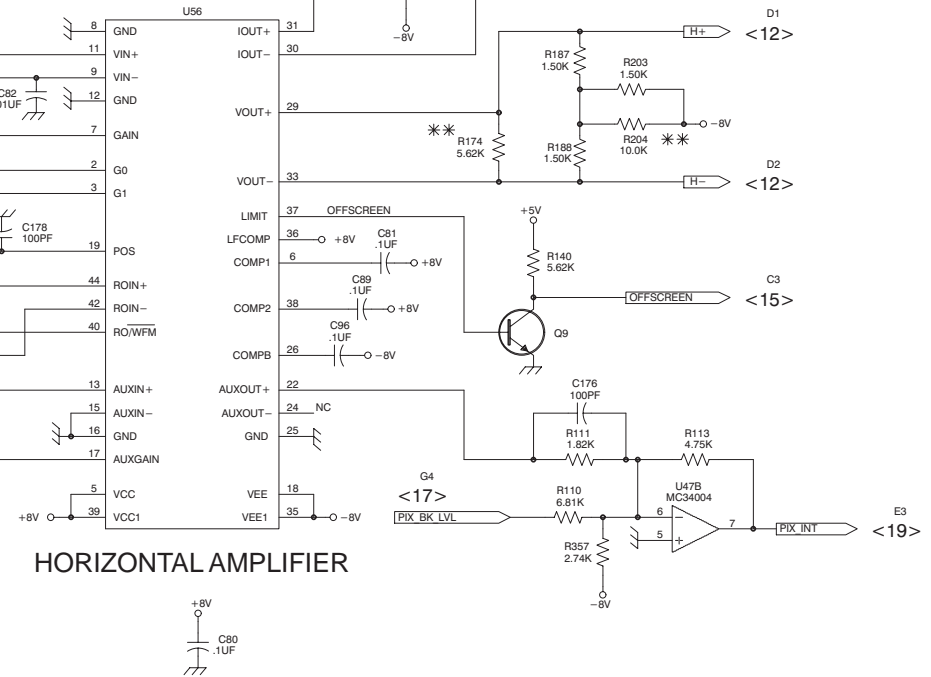 U56
8 GND
11 VIN+
9 VIN−
C82
01UF
12 GND
7 GAIN
2 G0
3 G1
C178
100PF
19 POS
44 ROIN+
42 ROIN−
40 RO/WFM
13 AUXIN+
15 AUXIN−
16 GND
17 AUXGAIN
5 VCC
+8V
39 VCC1
IOUT+ 31
IOUT− 30
−8V
VOUT+ 29
VOUT− 33
LIMIT 37 OFFSCREEN
LFCOMP 36 +8V
COMP1 6
C81
.1UF
+8V
COMP2 38
C89
.1UF
+8V
COMPB 26
C96
.1UF
−8V
AUXOUT+ 22
AUXOUT− 24 NC
GND 25
VEE 18
VEE1 35 −8V
D1
H+ <12>
R187
1.50K
R203
1.50K
−8V
R204
10.0K
**
**
R174
5.62K
R188
1.50K
D2
H− <12>
+5V
R140
5.62K
C3
OFFSCREEN <15>
Q9
C176
100PF
R111
1.82K
R113
4.75K
G4
<17>
PIX_BK_LVL
R110
6.81K
U47B
MC34004
6 −
5 +
7
E3
PIX_INT <19>
R357
2.74K
−8V
HORIZONTAL AMPLIFIER
+8V
C80
.1UF